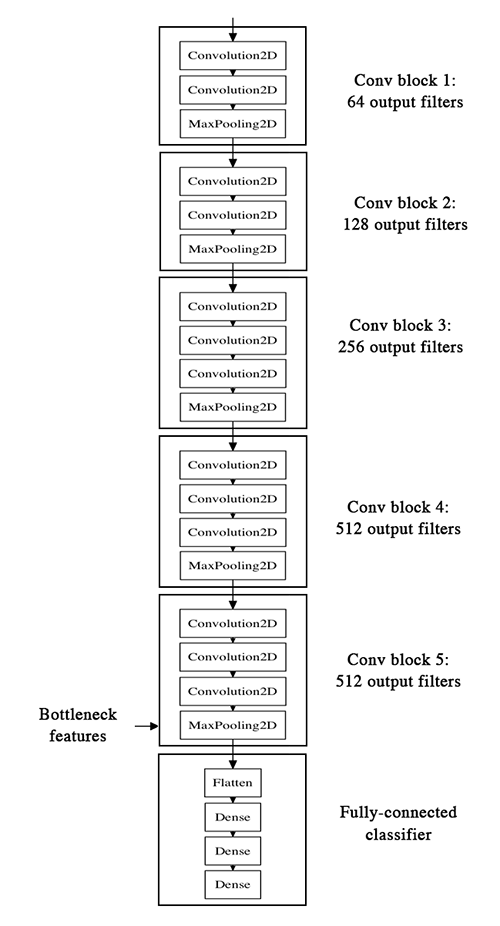 Convolution2D
Convolution2D
MaxPooling2D
Conv block 1:
64 output filters
Convolution2D
Convolution2D
MaxPooling2D
Conv block 2:
128 output filters
Convolution2D
Convolution2D
Convolution2D
MaxPooling2D
Conv block 3:
256 output filters
Convolution2D
Convolution2D
Convolution2D
MaxPooling2D
Conv block 4:
512 output filters
Convolution2D
Convolution2D
Convolution2D
MaxPooling2D
Conv block 5:
512 output filters
Bottleneck
features
Flatten
Dense
Dense
Dense
Fully-connected
classifier